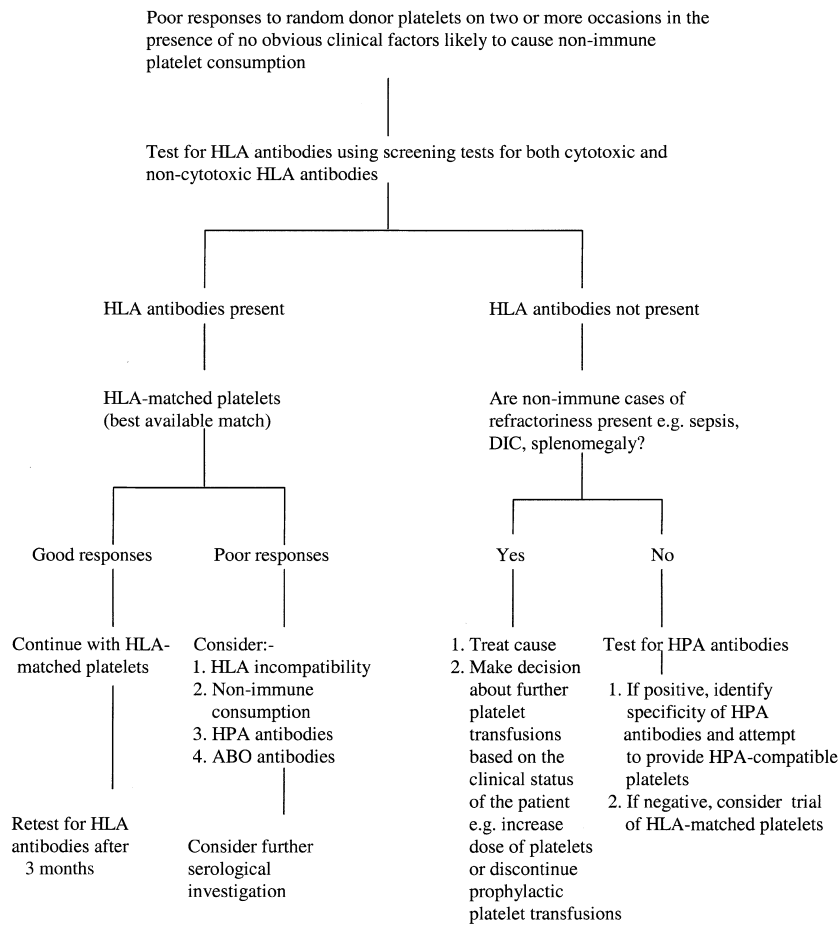 Poor responses to random donor platelets on two or more occasions in the
presence of no obvious clinical factors likely to cause non-immune
platelet consumption
Test for HLA antibodies using screening tests for both cytotoxic and
non-cytotoxic HLA antibodies
HLA antibodies present
HLA-matched platelets
(best available match)
Good responses
Continue with HLA-
matched platelets
Retest for HLA
antibodies after
3 months
Poor responses
Consider:-
1. HLA incompatibility
2. Non-immune
consumption
3. HPA antibodies
4. ABO antibodies
Consider further
serological
investigation
HLA antibodies not present
Are non-immune cases of
refractoriness present e.g. sepsis,
DIC, splenomegaly?
Yes
1. Treat cause
2. Make decision
about further
platelet
transfusions
based on the
clinical status
of the patient
e.g. increase
dose of platelets
or discontinue
prophylactic
platelet transfusions
No
Test for HPA antibodies
1. If positive, identify
specificity of HPA
antibodies and attempt
to provide HPA-compatible
platelets
2. If negative, consider trial
of HLA-matched platelets